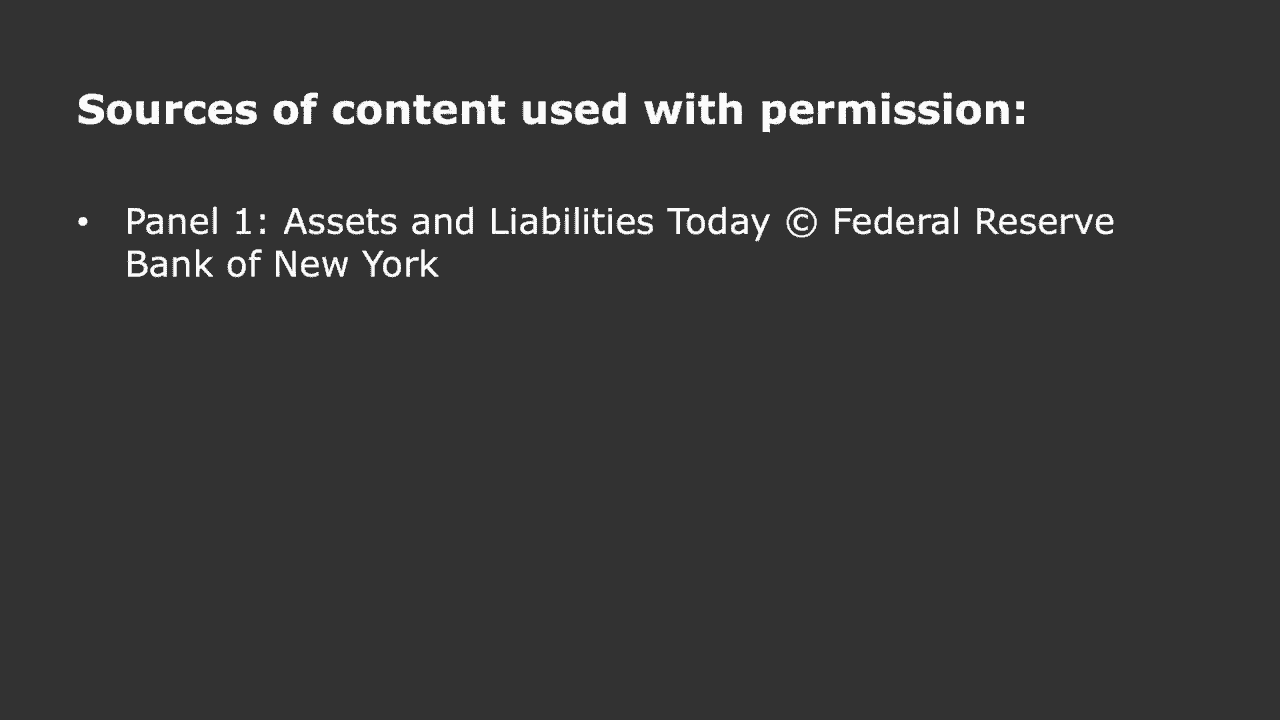 Sources of content used with permission:
• Panel 1: Assets and Liabilities Today © Federal Reserve
Bank of New York